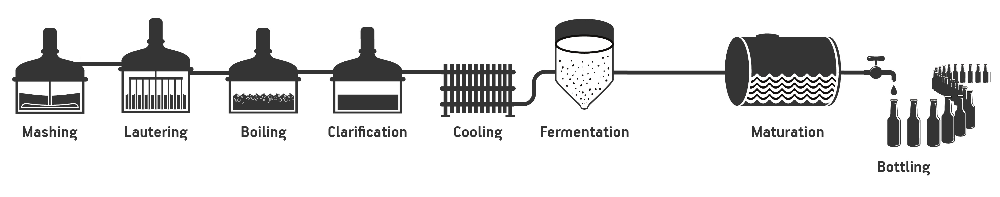 Mashing
Lautering
Boiling
Clarification
Cooling
Fermentation
Maturation
Bottling